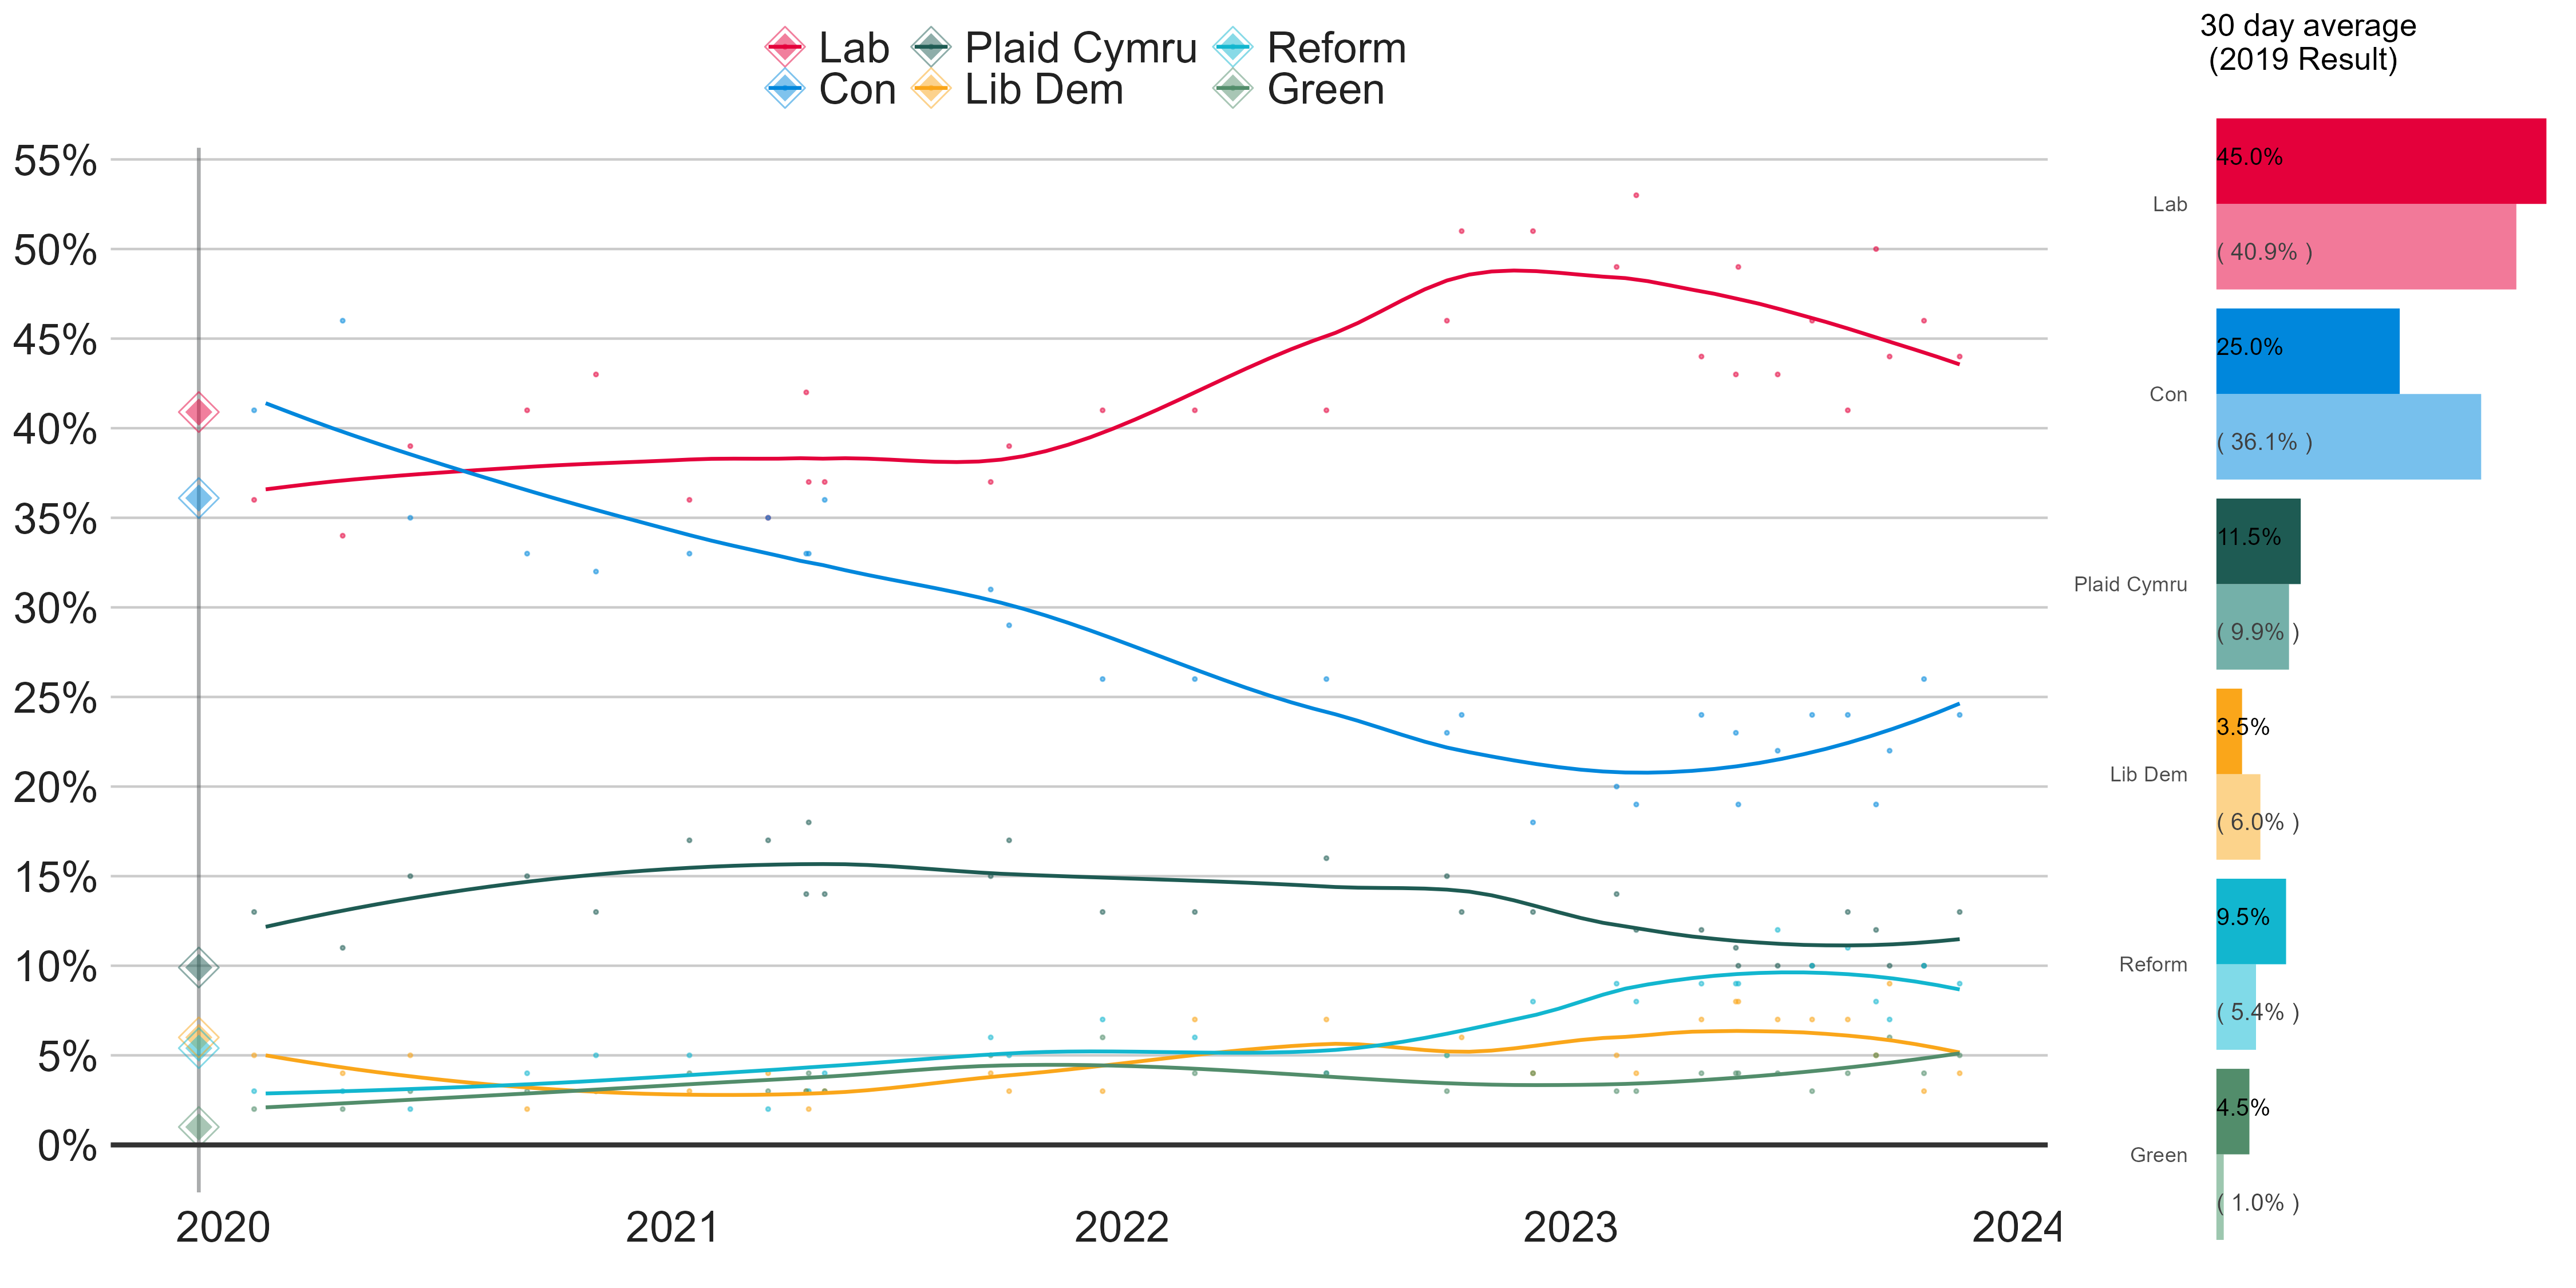 Lab Plaid Cymru Reform
Con Lib Dem Green
55%
50%
45%
40%
35%
30%
25%
20%
15%
10%
5%
0%
2020 2021 2022 2023 2024
30 day average
(2019 Result)
45.0%
Lab
( 40.9% )
25.0%
Con
( 36.1% )
11.5%
Plaid Cymru
( 9.9% )
3.5%
Lib Dem
( 6.0% )
9.5%
Reform
( 5.4% )
4.5%
Green
( 1.0% )